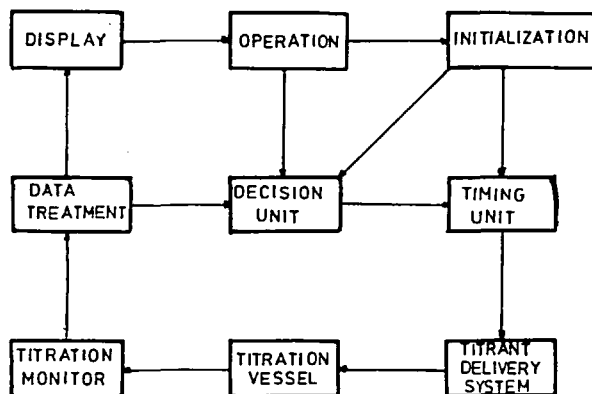 DISPLAY
OPERATION
INITIALIZATION
DATA
TREATMENT
DECISION
UNIT
TIMING
UNIT
TITRATION
MONITOR
TITRATION
VESSEL
TITRANT
DELIVERY
SYSTEM